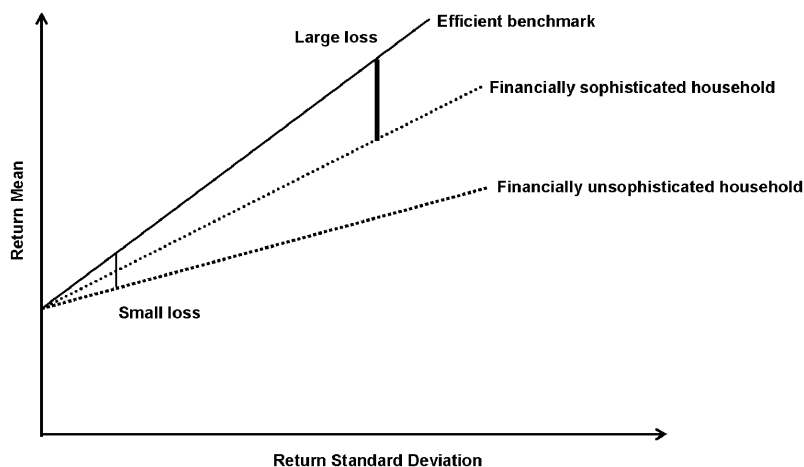 Efficient benchmark
Large loss
Financially sophisticated household
Return Mean
Financially unsophisticated household
Small loss
Return Standard Deviation